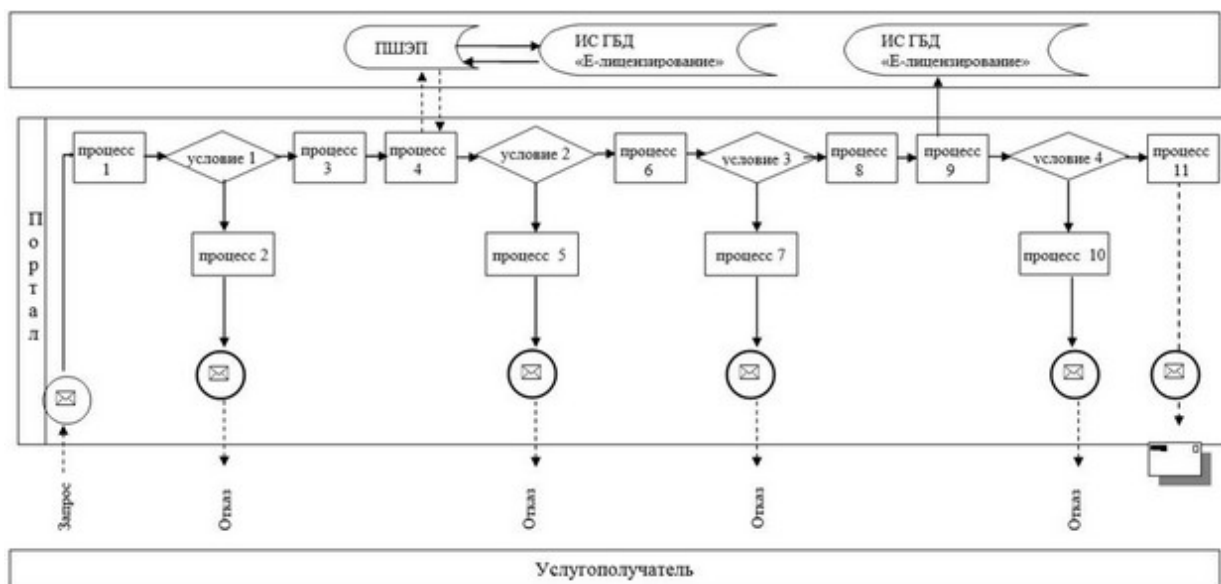 ПШЭП
ИС ГБД
«Е-лицензирование»
ИС ГБД
«Е-лицензирование»
Портал
процесс
1
условие 1
процесс
3
процесс
4
условие 2
процесс
6
условие 3
процесс
8
процесс
9
условие 4
процесс
11
процесс 2
процесс 5
процесс 7
процесс 10
Запрос
Отказ
Отказ
Отказ
Отказ
Услугополучатель